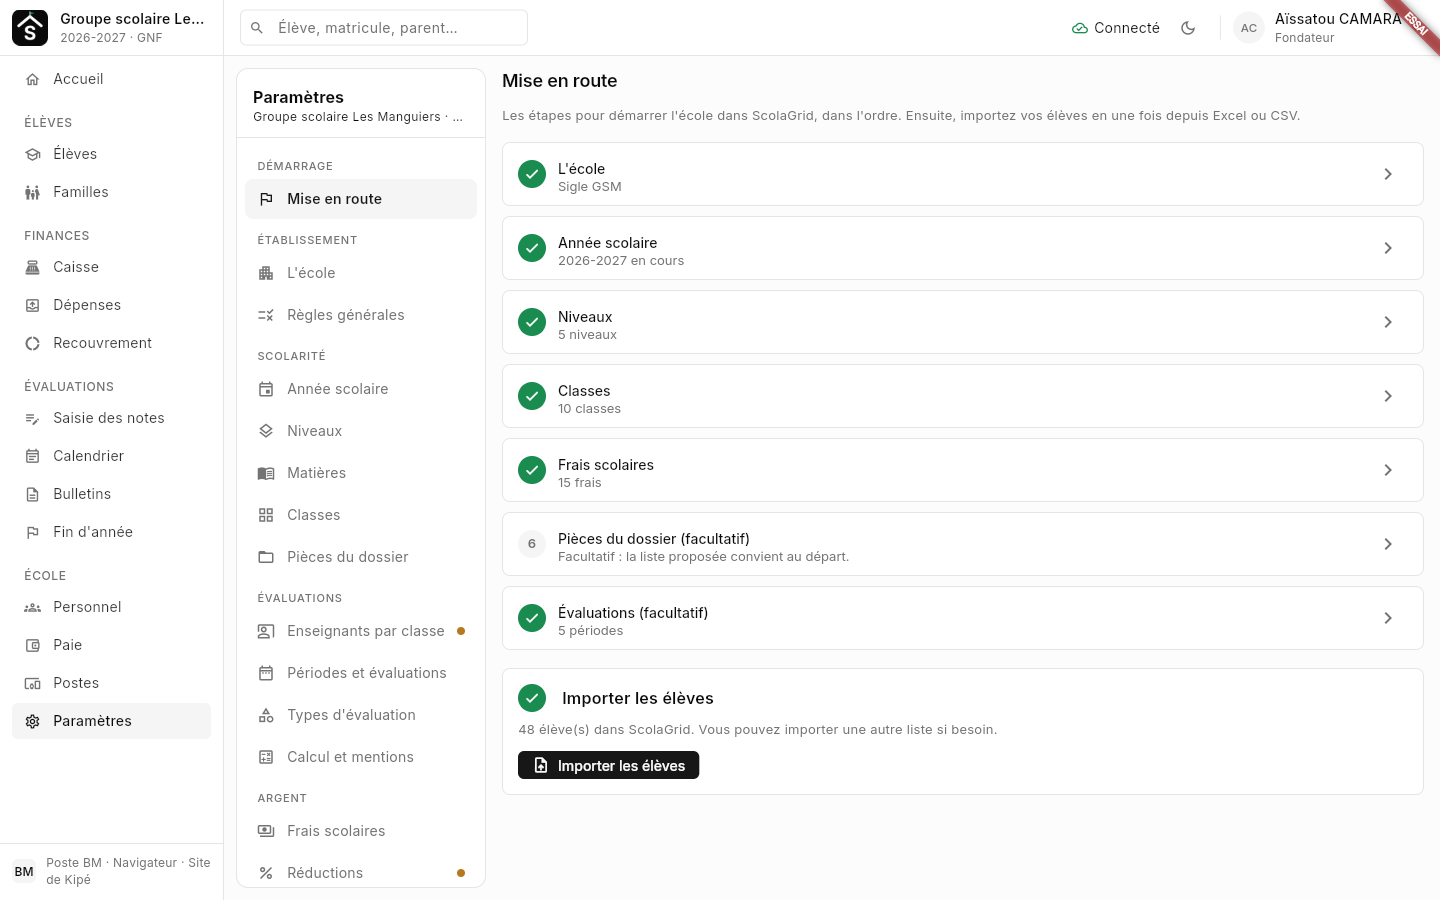 Groupe scolaire Le...
2026-2027 · GNF
Élève, matricule, parent...
Connecté
AC
Aïssatou CAMARA
Fondateur
ESSAI
Accueil
ÉLÈVES
Élèves
Familles
FINANCES
Caisse
Dépenses
Recouvrement
ÉVALUATIONS
Saisie des notes
Calendrier
Bulletins
Fin d'année
ÉCOLE
Personnel
Paie
Postes
Paramètres
BM
Poste BM · Navigateur · Site
de Kipé
Paramètres
Groupe scolaire Les Manguiers · ...
DÉMARRAGE
Mise en route
ÉTABLISSEMENT
L'école
Règles générales
SCOLARITÉ
Année scolaire
Niveaux
Matières
Classes
Pièces du dossier
ÉVALUATIONS
Enseignants par classe
Périodes et évaluations
Types d'évaluation
Calcul et mentions
ARGENT
Frais scolaires
Réductions
Mise en route
Les étapes pour démarrer l'école dans ScolaGrid, dans l'ordre. Ensuite, importez vos élèves en une fois depuis Excel ou CSV.
L'école
Sigle GSM
Année scolaire
2026-2027 en cours
Niveaux
5 niveaux
Classes
10 classes
Frais scolaires
15 frais
6
Pièces du dossier (facultatif)
Facultatif : la liste proposée convient au départ.
Évaluations (facultatif)
5 périodes
Importer les élèves
48 élève(s) dans ScolaGrid. Vous pouvez importer une autre liste si besoin.
Importer les élèves